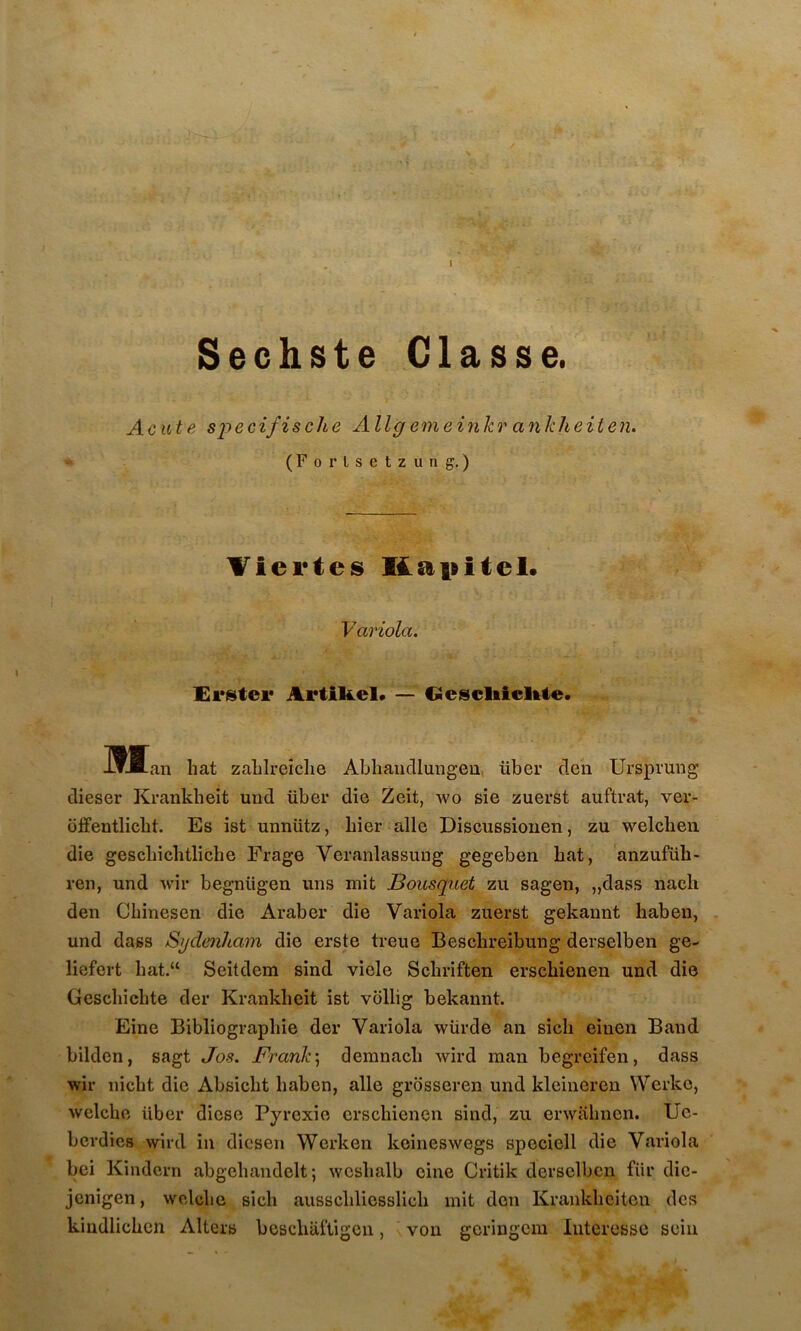 Sechste Classe.
Acute specifische Allgemeinkrankheiten.
(Fortsetzung.)
Viertes Kapitel.
Variola.
Erster Artikel. — Geschichte.
Man hat zahlreiche Abhandlungen über den Ursprung
dieser Krankheit und über die Zeit, wo sie zuerst auftrat, ver-
öffentlicht. Es ist unnütz, hier alle Discussionen, zu welchen
die geschichtliche Frage Veranlassung gegeben hat, anzufüh-
ren, und wir begnügen uns mit Bousquet zu sagen, „dass nach
den Chinesen die Araber die Variola zuerst gekannt haben,
und dass Sydenham die erste treue Beschreibung derselben ge-
liefert hat.“ Seitdem sind viele Schriften erschienen und die
Geschichte der Krankheit ist völlig bekannt.
Eine Bibliographie der Variola würde an sich einen Band
bilden, sagt Jos. Frank; demnach wird man begreifen, dass
wir nicht die Absicht haben, alle grösseren und kleineren Werke,
welche über diese Pyrexie erschienen sind, zu erwähnen. Ue-
berdies wird in diesen Werken keineswegs speciell die Variola
bei Kindern abgehandelt; weshalb eine Critik derselben für die-
jenigen, welche sich ausschliesslich mit den Krankheiten des
kindlichen Alters beschäftigen, von geringem Interesse sein